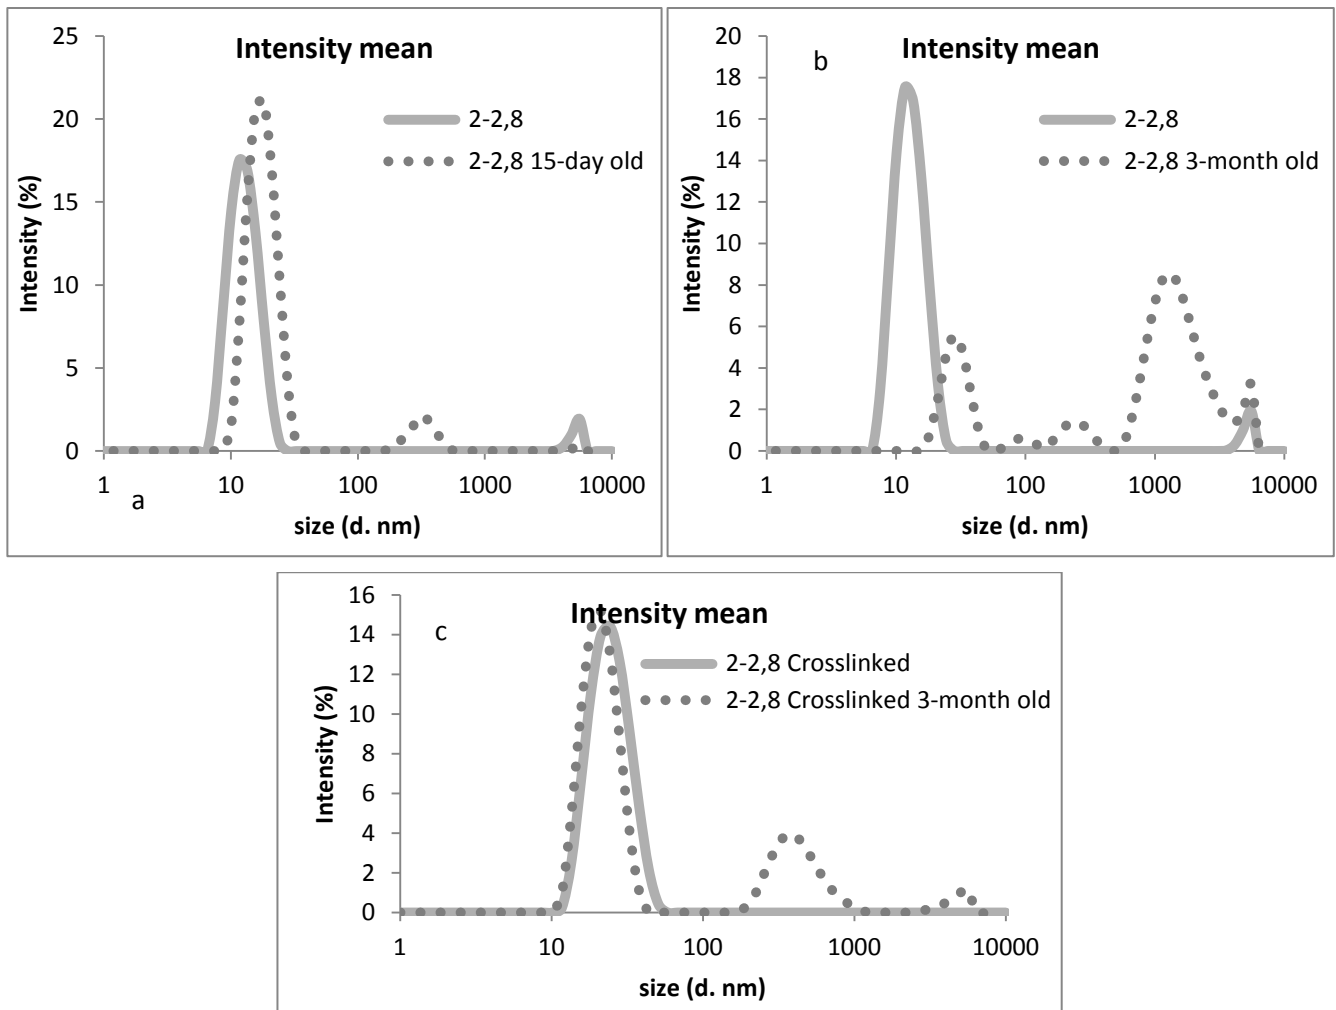 Intensity mean
25
20
15
10
5
0
Intensity (%)
2-2,8
2-2,8 15-day old
1 10 100 1000 10000
a
size (d. nm)
Intensity mean
b
20
18
16
14
12
10
8
6
4
2
0
Intensity (%)
2-2,8
2-2,8 3-month old
1 10 100 1000 10000
size (d. nm)
Intensity mean
c
16
14
12
10
8
6
4
2
0
Intensity (%)
2-2,8 Crosslinked
2-2,8 Crosslinked 3-month old
1 10 100 1000 10000
size (d. nm)